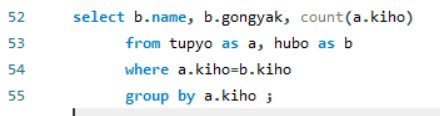 52 select b.name, b.gongyak, count(a.kiho)
53 from tupyo as a, hubo as b
54 where a.kiho=b.kiho
55 group by a.kiho ;